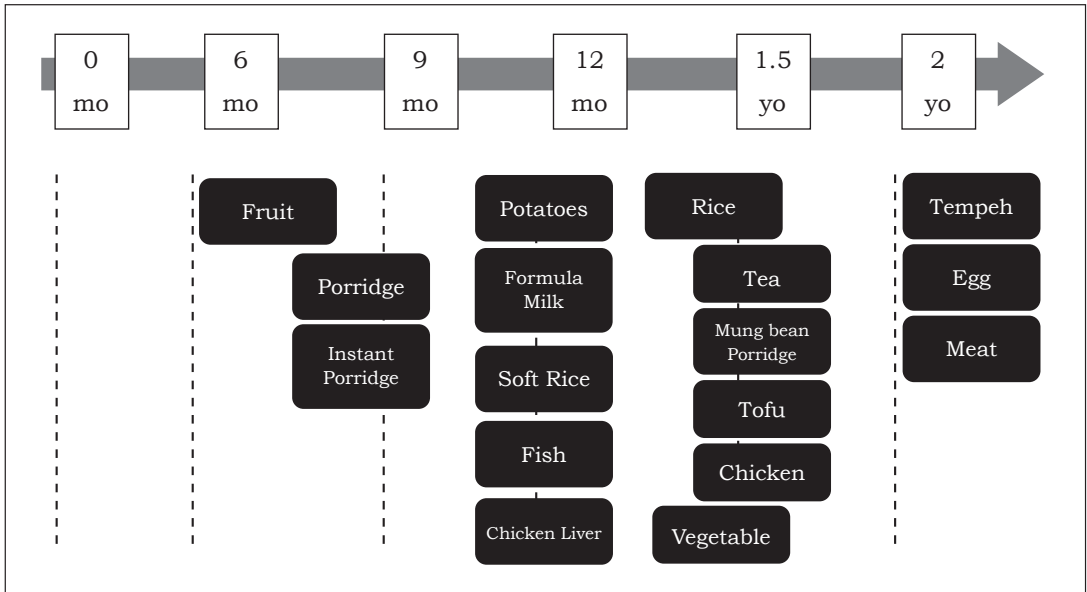 0
mo
6
mo
9
mo
12
mo
1.5
yo
2
yo
Fruit
Porridge
Instant
Porridge
Potatoes
Formula
Milk
Soft Rice
Fish
Chicken Liver
Rice
Tea
Mung bean
Porridge
Tofu
Chicken
Vegetable
Tempeh
Egg
Meat